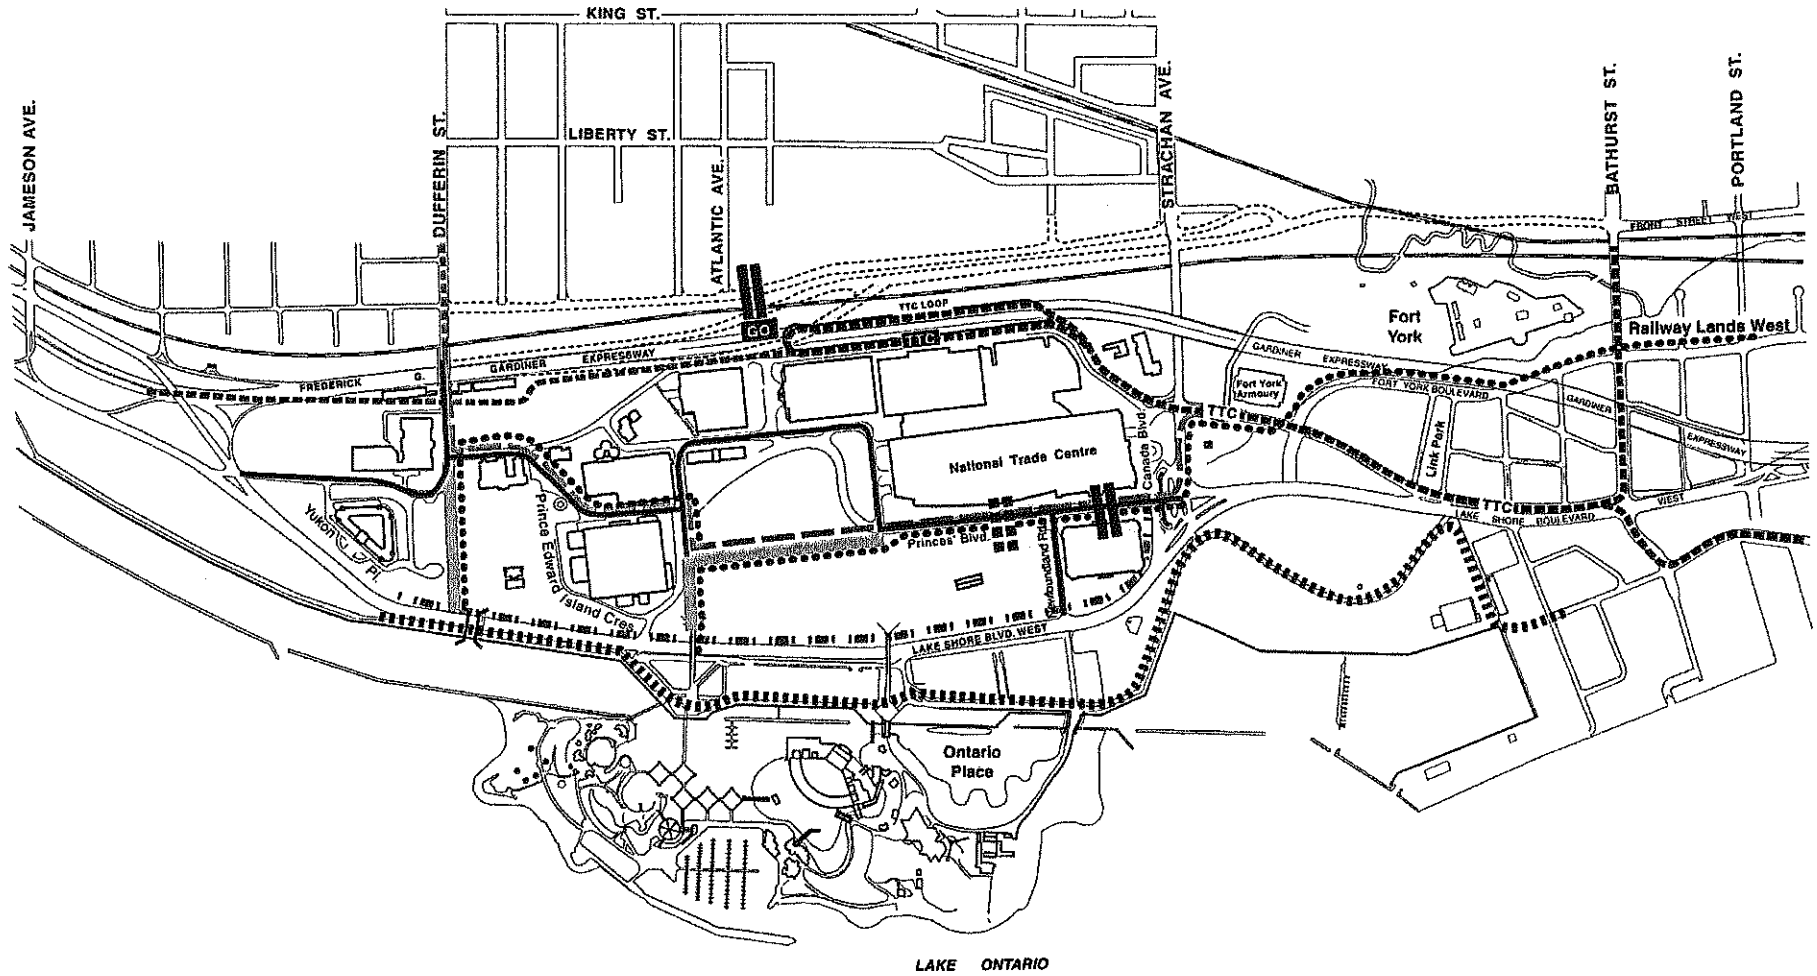 KING ST.
LIBERTY ST.
JAMESON AVE.
DUFFERIN ST.
ATLANTIC AVE.
STRACHAN AVE.
BATHURST ST.
PORTLAND ST.
FRONT STREET WEST
TTC LOOP
GO
TTC
FREDERICK G. GARDINER EXPRESSWAY
GARDINER EXPRESSWAY
Fort
York
Railway Lands West
Fort York
Armoury
FORT YORK BOULEVARD
GARDINER
EXPRESSWAY
TTC
Link Park
Canada Blvd.
National Trade Centre
TTC
LAKE SHORE BOULEVARD WEST
Yukon Pl.
Prince Edward Island Cres.
Princes' Blvd.
Newfoundland Rd.
LAKE SHORE BLVD. WEST
Ontario
Place
LAKE ONTARIO